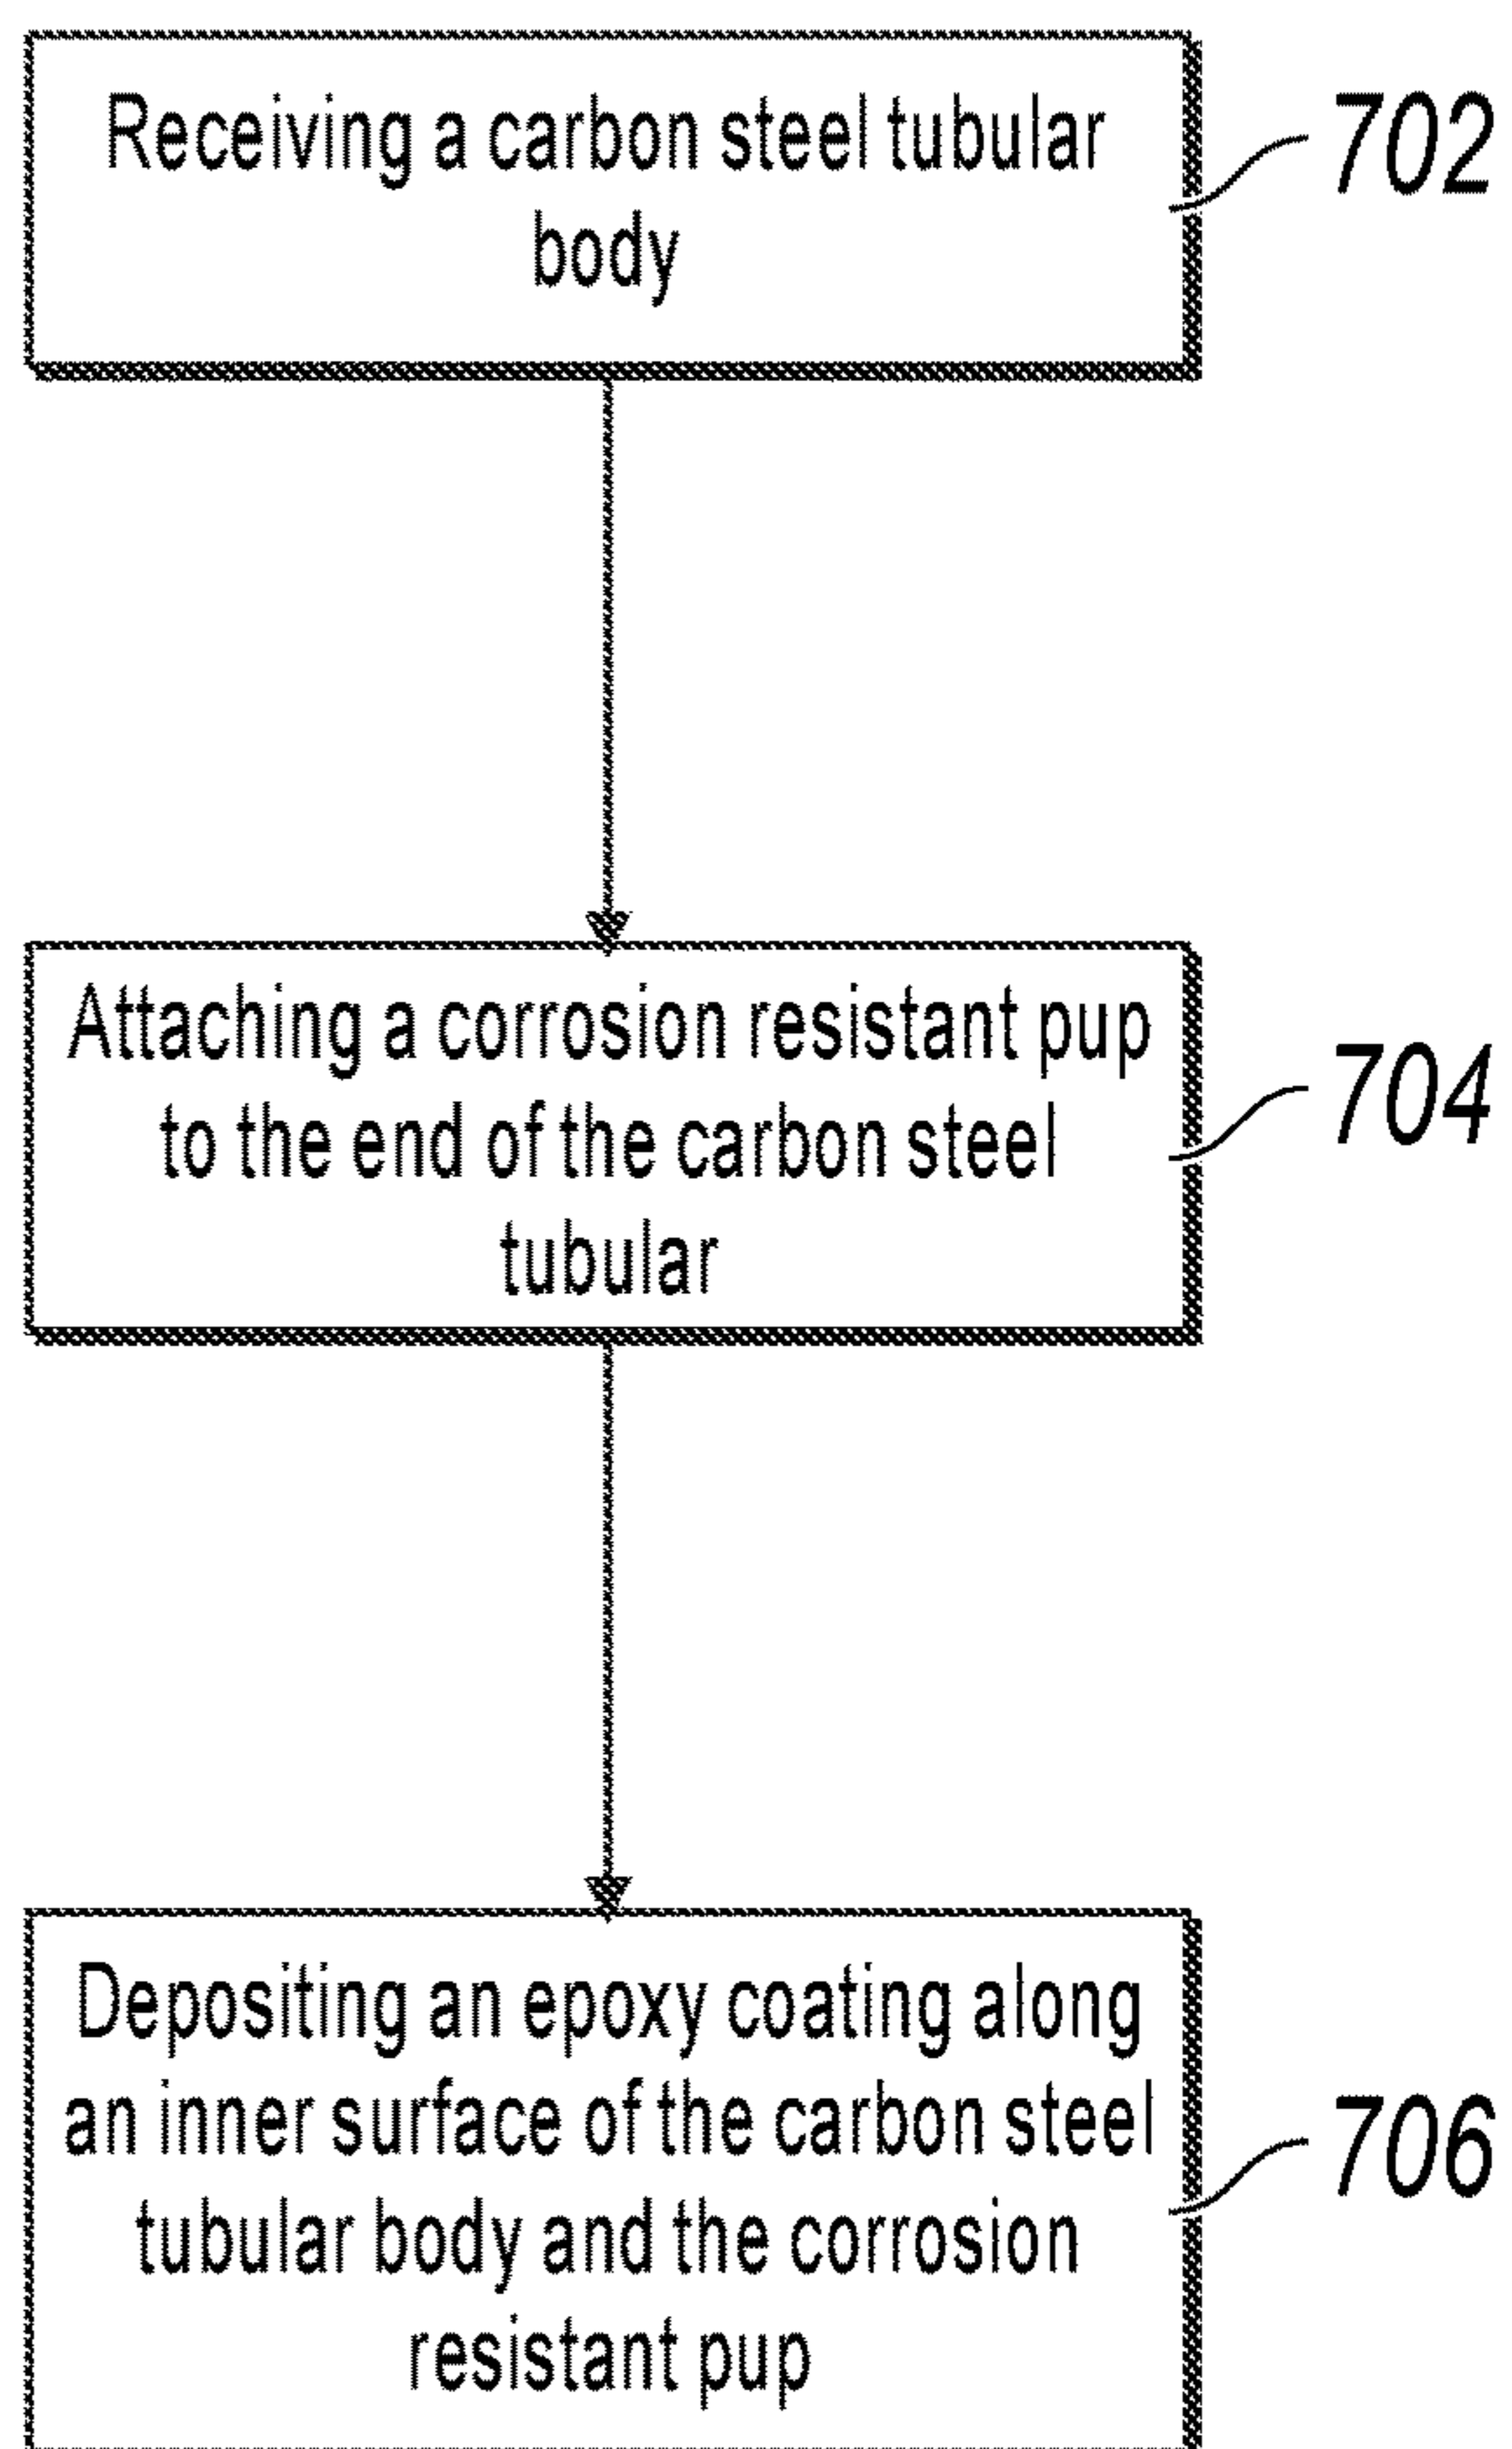 Receiving a carbon steel tubular
body
702
Attaching a corrosion resistant pup
to the end of the carbon steel
tubular
704
Depositing an epoxy coating along
an inner surface of the carbon steel
tubular body and the corrosion
resistant pup
706